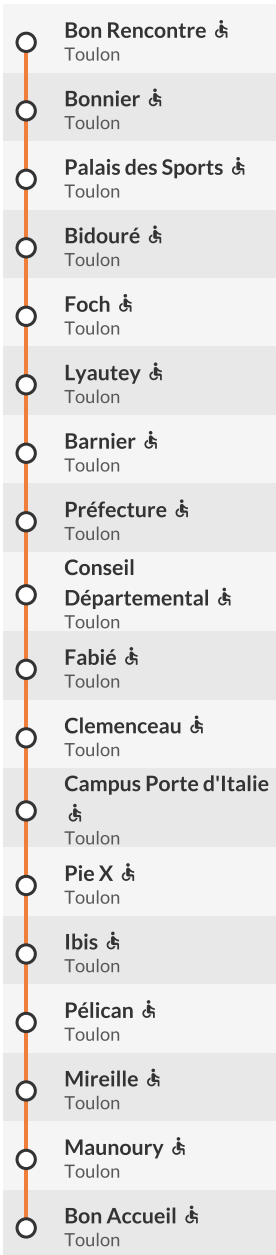 Bon Rencontre
Toulon
Bonnier
Toulon
Palais des Sports
Toulon
Bidouré
Toulon
Foch
Toulon
Lyautey
Toulon
Barnier
Toulon
Préfecture
Toulon
Conseil
Départemental
Toulon
Fabié
Toulon
Clemenceau
Toulon
Campus Porte d'Italie
Toulon
Pie X
Toulon
Ibis
Toulon
Pélican
Toulon
Mireille
Toulon
Maunoury
Toulon
Bon Accueil
Toulon